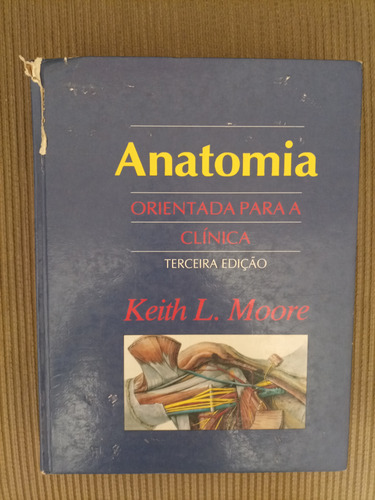 Anatomia
ORIENTADA PARA A
CLÍNICA
TERCEIRA EDIÇÃO
Keith L. Moore